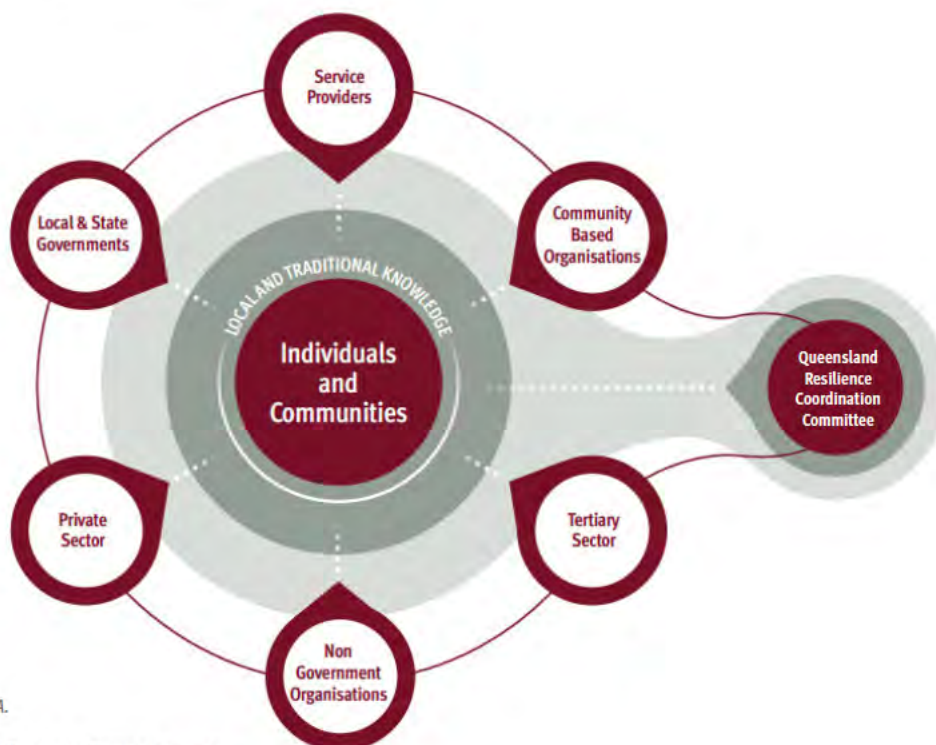 Service
Providers
Local & State
Governments
Community
Based
Organisations
LOCAL AND TRADITIONAL KNOWLEDGE
Individuals
and
Communities
Queensland
Resilience
Coordination
Committee
Private
Sector
Tertiary
Sector
Non
Government
Organisations
A.